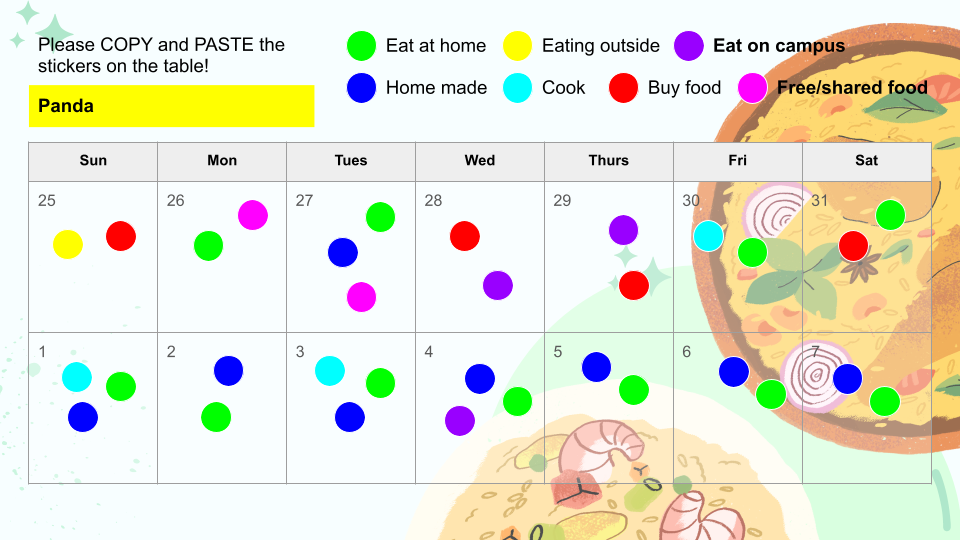 Please COPY and PASTE the
stickers on the table!
Eat at home Eating outside Eat on campus
Home made Cook Buy food Free/shared food
Panda
Sun Mon Tues Wed Thurs Fri Sat
25 26 27 28 29 30 31
1 2 3 4 5 6 7